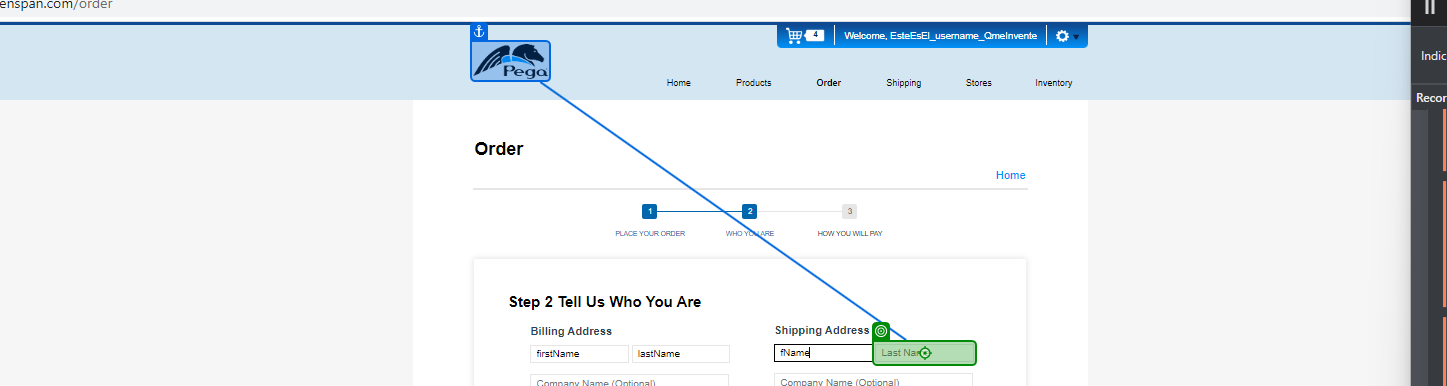 enspan.com/order
4 Welcome, EsteEsEl_username_QmeInvente
Pega
Home Products Order Shipping Stores Inventory
Indic
Recor
Order
Home
1 2 3
PLACE YOUR ORDER WHO YOU ARE HOW YOU WILL PAY
Step 2 Tell Us Who You Are
Billing Address Shipping Address
firstName lastName fName Last Name
Company Name (Optional) Company Name (Optional)